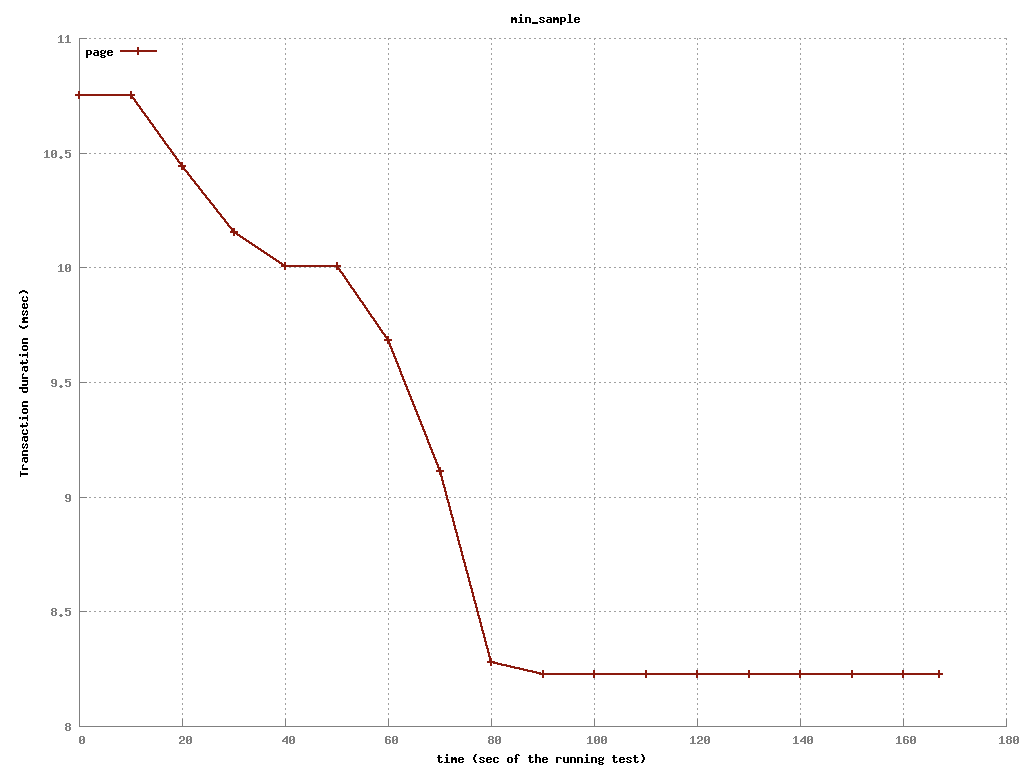 min_sample
page
11
10.5
10
9.5
9
8.5
8
Transaction duration (msec)
0 20 40 60 80 100 120 140 160 180
time (sec of the running test)